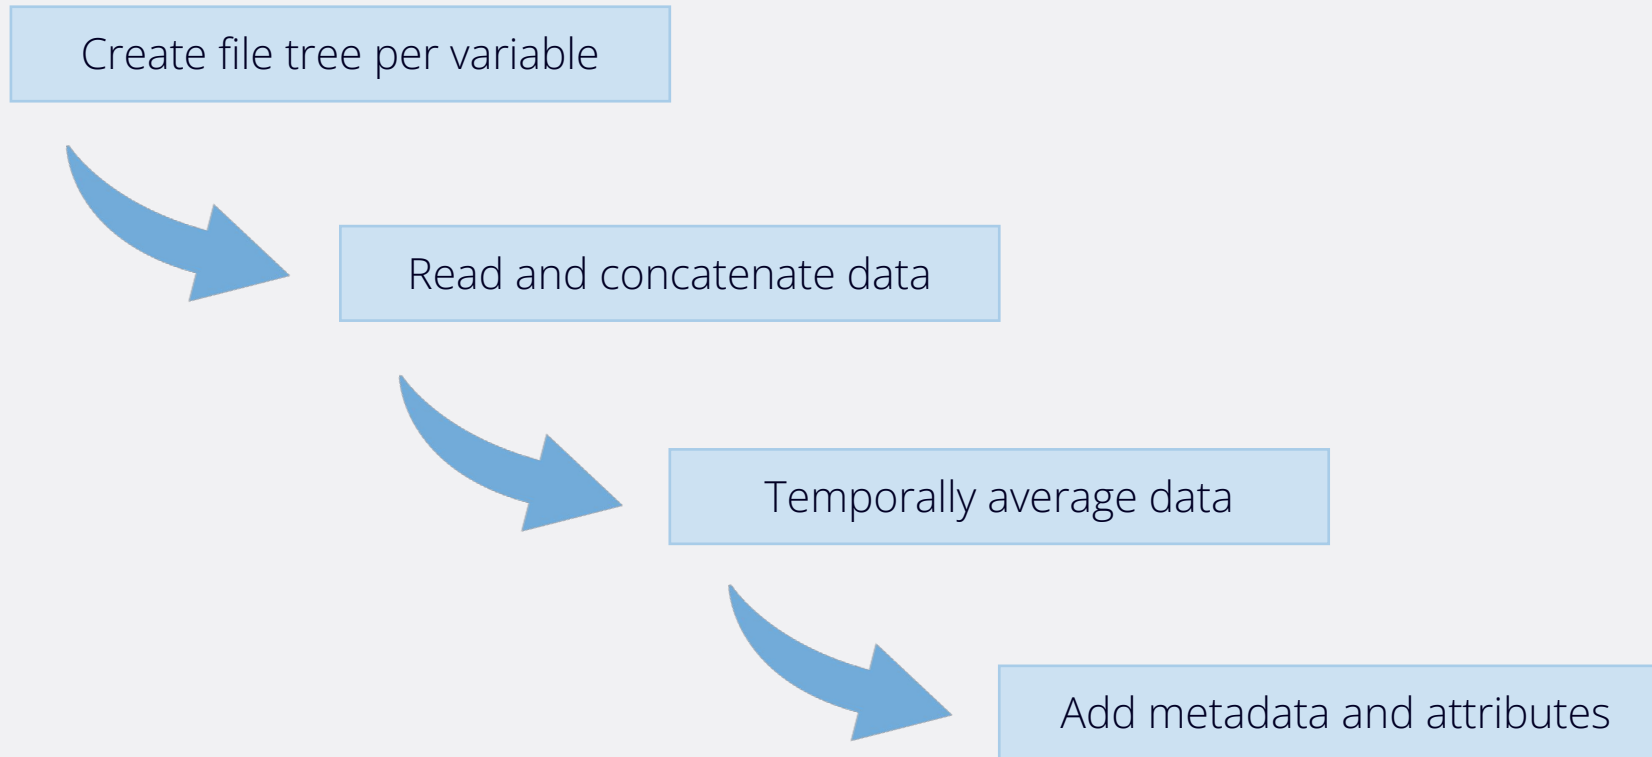 Create file tree per variable
Read and concatenate data
Temporally average data
Add metadata and attributes